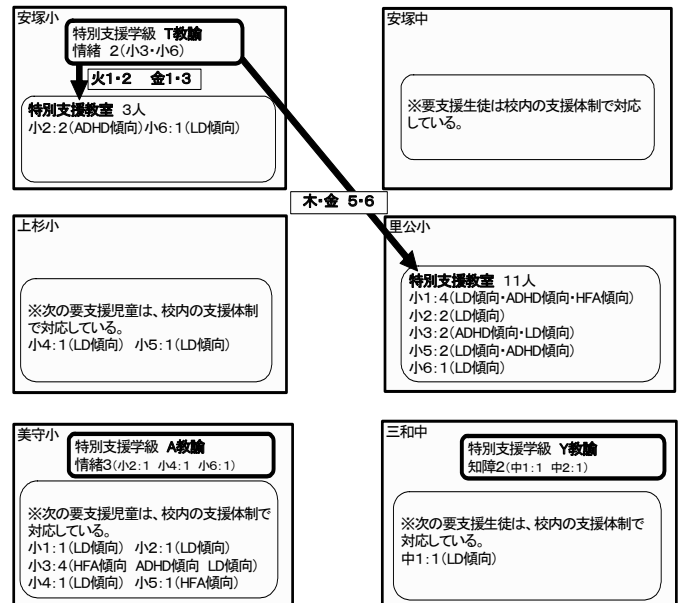 安塚小
特別支援学級 T教諭
情緒 2(小3・小6)
火1・2 金1・3
特別支援教室 3人
小2：2(ADHD傾向)小6：1(LD傾向)
安塚中
※要支援生徒は校内の支援体制で対応
している。
木・金 5・6
上杉小
※次の要支援児童は、校内の支援体制
で対応している。
小4：1(LD傾向) 小5：1(LD傾向)
里公小
特別支援教室 11人
小1：4(LD傾向・ADHD傾向・HFA傾向)
小2：2(LD傾向)
小3：2(ADHD傾向・LD傾向)
小5：2(LD傾向・ADHD傾向)
小6：1(LD傾向)
美守小
特別支援学級 A教諭
情緒3(小2：1 小4：1 小6：1)
※次の要支援児童は、校内の支援体制で
対応している。
小1：1(LD傾向) 小2：1(LD傾向)
小3：4(HFA傾向 ADHD傾向 LD傾向)
小4：1(LD傾向) 小5：1(HFA傾向)
三和中
特別支援学級 Y教諭
知障2(中1：1 中2：1)
※次の要支援生徒は、校内の支援体制で
対応している。
中1：1(LD傾向)